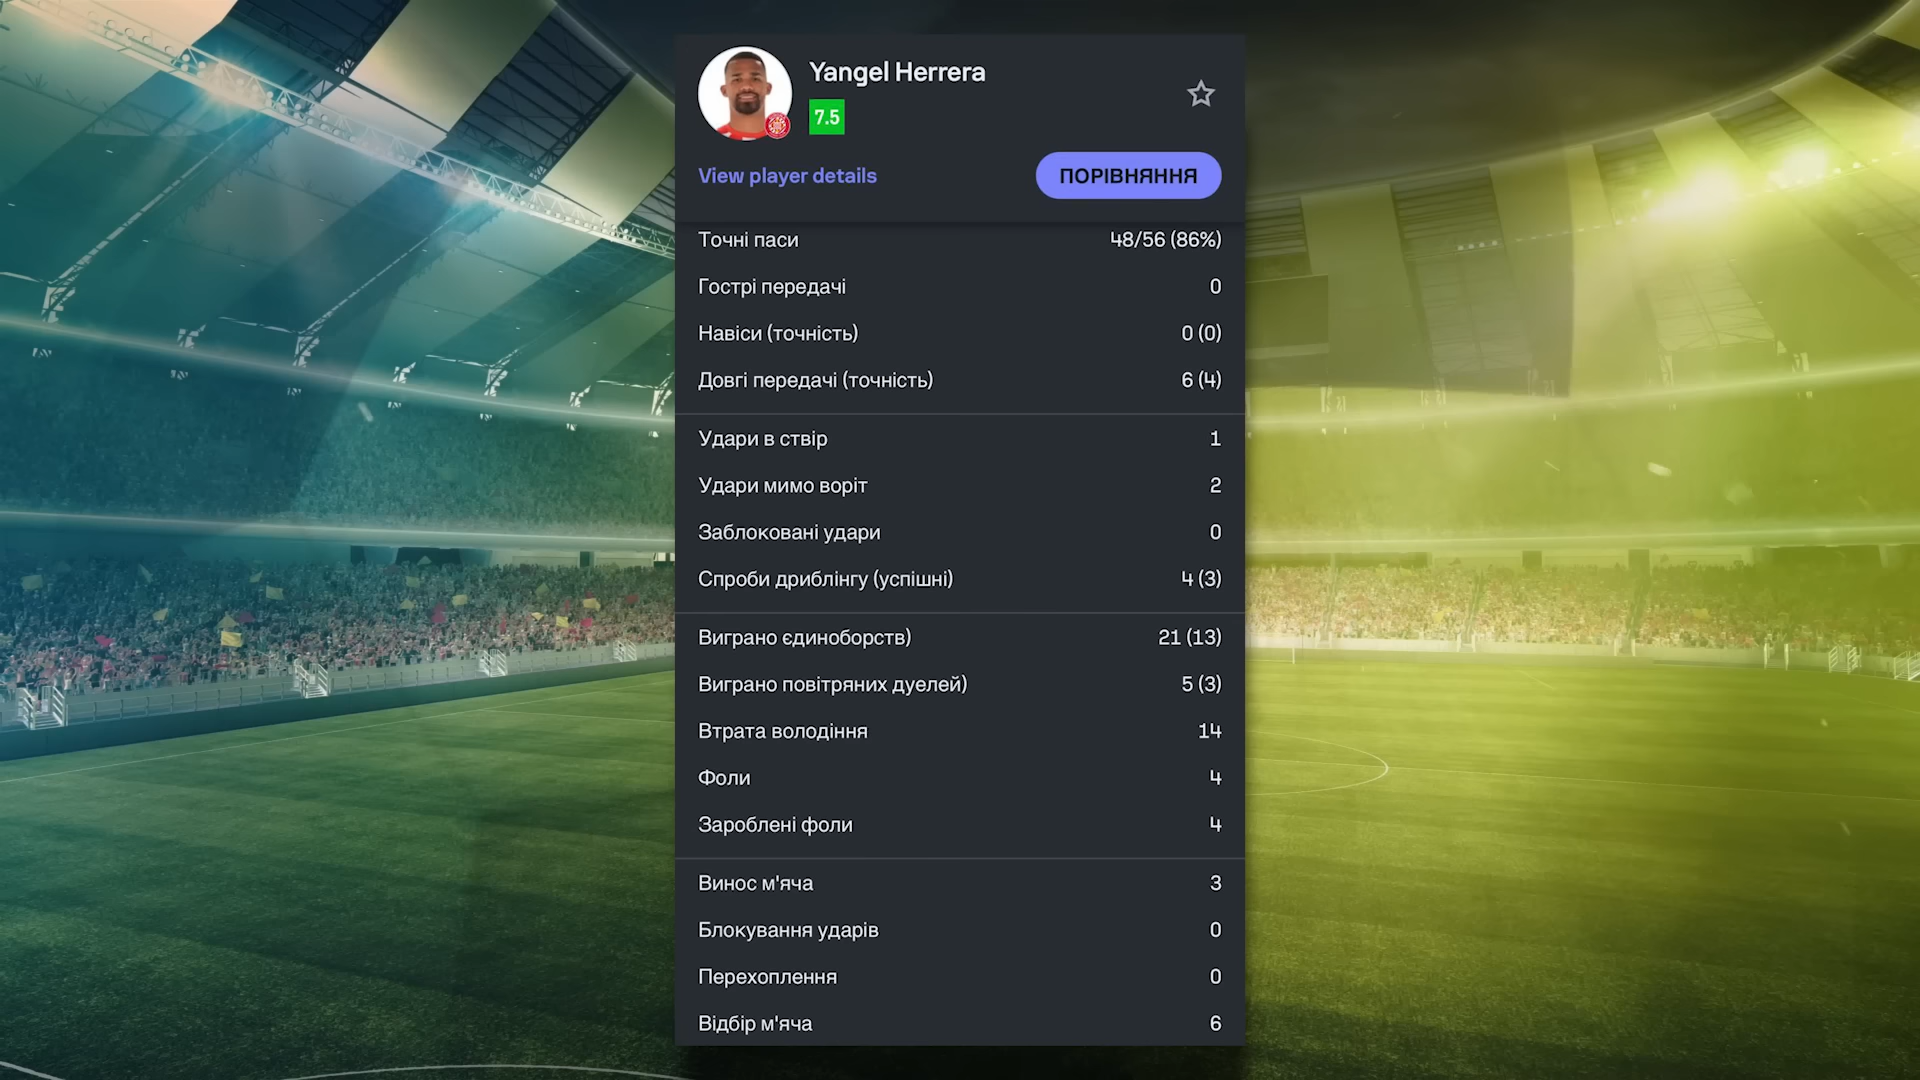 Yangel Herrera
7.5
View player details
ПОРІВНЯННЯ
Точні паси 48/56 (86%)
Гострі передачі 0
Навіси (точність) 0 (0)
Довгі передачі (точність) 6 (4)
Удари в ствір 1
Удари мимо воріт 2
Заблоковані удари 0
Спроби дриблінгу (успішні) 4 (3)
Виграно єдиноборств) 21 (13)
Виграно повітряних дуелей) 5 (3)
Втрата володіння 14
Фоли 4
Зароблені фоли 4
Винос м'яча 3
Блокування ударів 0
Перехоплення 0
Відбір м'яча 6